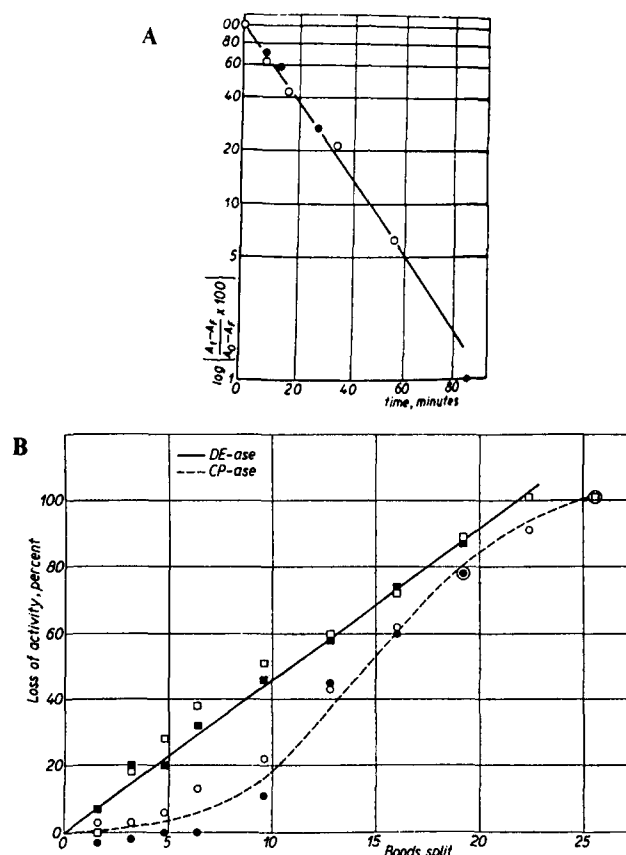 A
00
80
60
40
20
10
5
1
log [ (A_t-A_F)/(A_0-A_F) × 100 ]
0 20 40 60 80
time, minutes
B
DE-ase
CP-ase
100
80
60
40
20
0
Loss of activity, percent
0 5 10 15 20 25
Bonds split